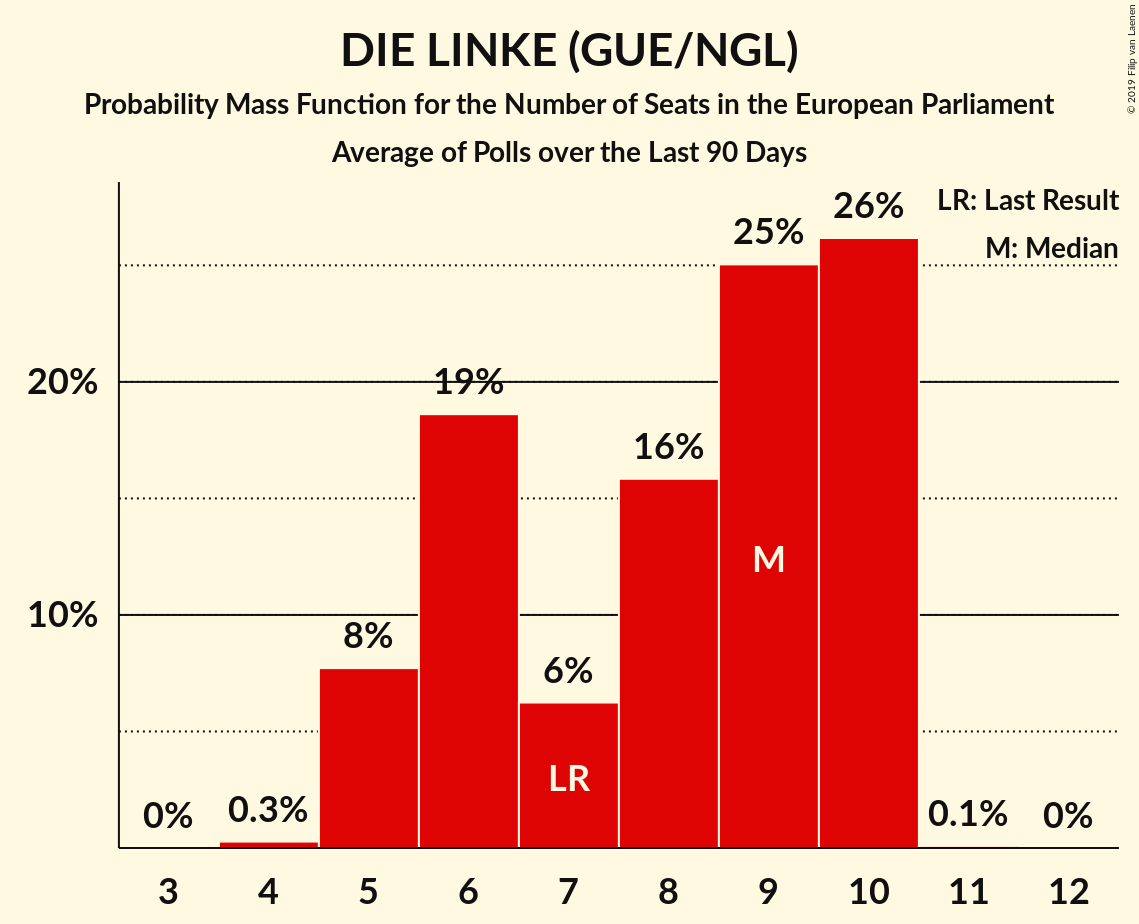 DIE LINKE (GUE/NGL)
Probability Mass Function for the Number of Seats in the European Parliament
Average of Polls over the Last 90 Days
© 2019 Filip van Laenen
LR: Last Result
M: Median
26%
25%
20%
19%
16%
M
10%
8%
6%
LR
0%
0.3%
0.1%
0%
3 4 5 6 7 8 9 10 11 12